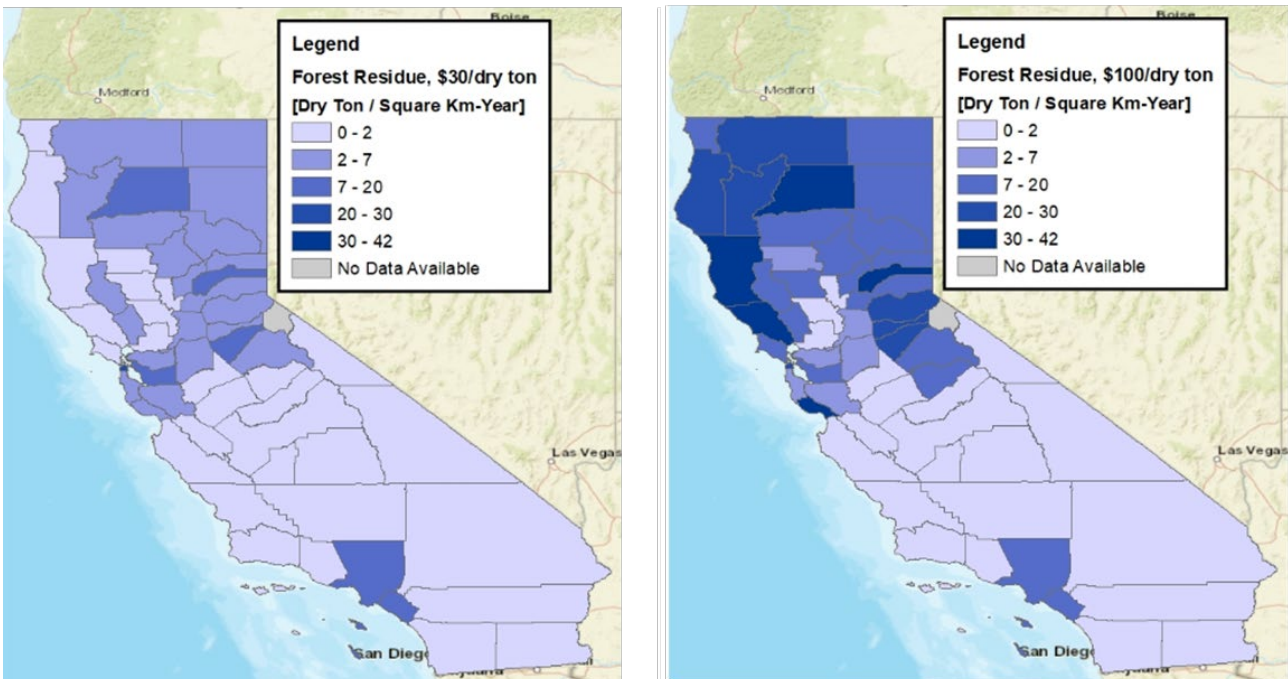 Boise
Legend
Forest Residue, $30/dry ton
[Dry Ton / Square Km-Year]
0 - 2
2 - 7
7 - 20
20 - 30
30 - 42
No Data Available
Medford
Las Vegas
San Dieg
Boise
Legend
Forest Residue, $100/dry ton
[Dry Ton / Square Km-Year]
0 - 2
2 - 7
7 - 20
20 - 30
30 - 42
No Data Available
Medford
Las Vegas
San Dieg